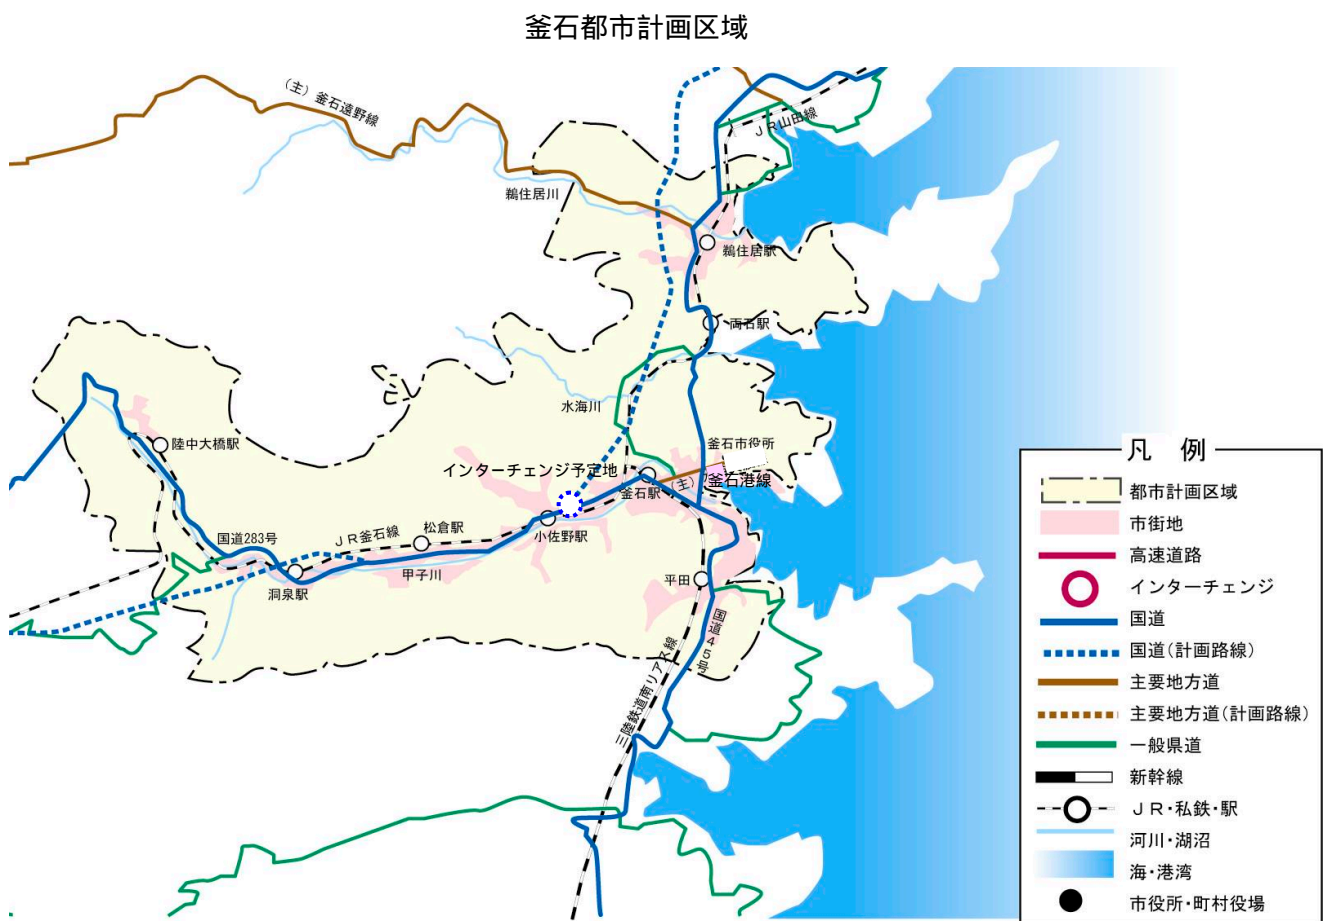 釜石都市計画区域
(主)釜石遠野線
JR山田線
鵜住居川
鵜住居駅
両石駅
水海川
釜石市役所
陸中大橋駅
インターチェンジ予定地
釜石駅
(主)釜石港線
国道283号
JR釜石線
松倉駅
小佐野駅
甲子川
洞泉駅
平田
国道45号
三陸鉄道南リアス線
凡 例
都市計画区域
市街地
高速道路
インターチェンジ
国道
国道(計画路線)
主要地方道
主要地方道(計画路線)
一般県道
新幹線
JR・私鉄・駅
河川・湖沼
海・港湾
市役所・町村役場